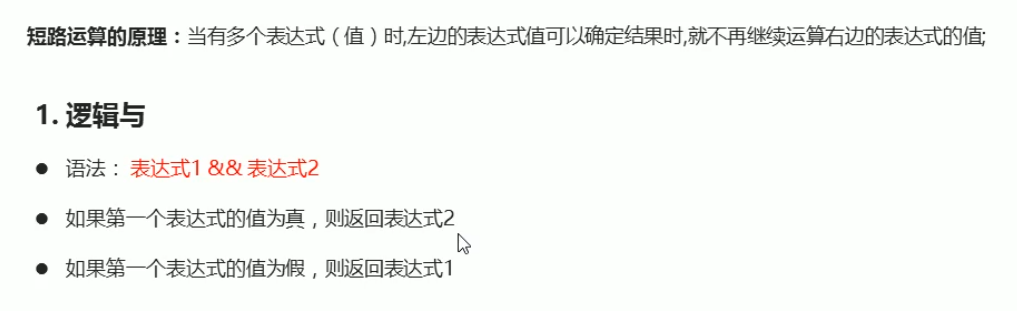 短路运算的原理：当有多个表达式（值）时,左边的表达式值可以确定结果时,就不再继续运算右边的表达式的值;
1. 逻辑与
● 语法： 表达式1 && 表达式2
● 如果第一个表达式的值为真，则返回表达式2
● 如果第一个表达式的值为假，则返回表达式1